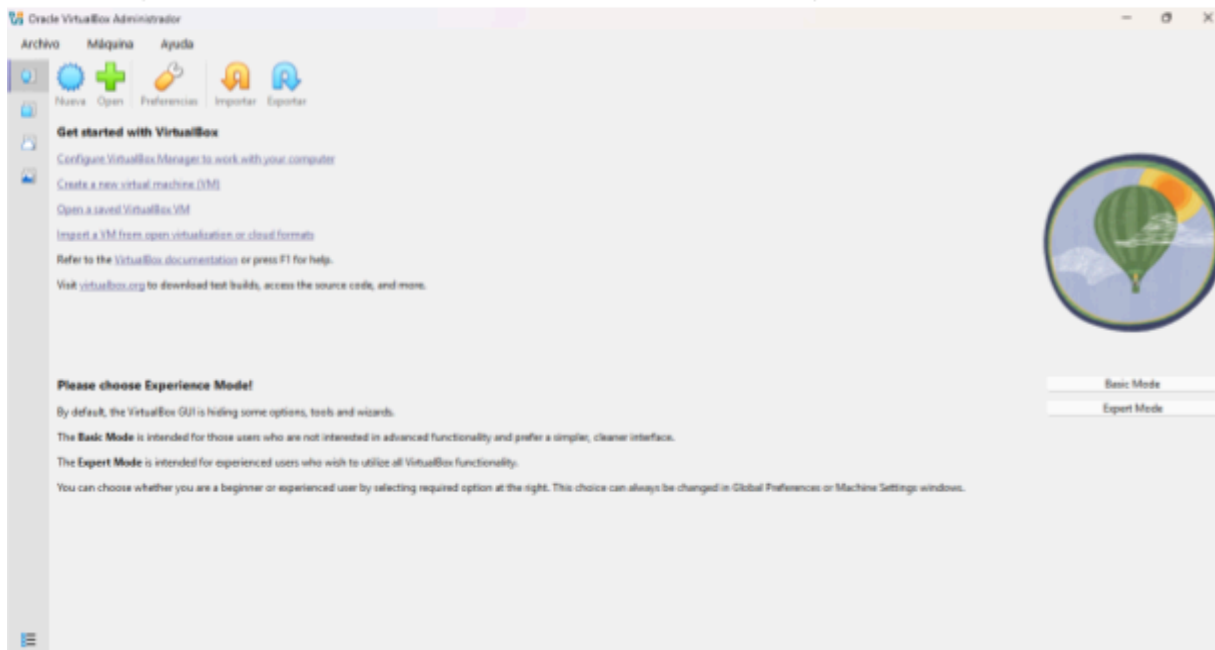 Oracle VirtualBox Administrador
Archivo Máquina Ayuda
Nueva Open Preferencias Importar Exportar
Get started with VirtualBox
Configure VirtualBox Manager to work with your computer
Create a new virtual machine (VM)
Open a saved VirtualBox VM
Import a VM from open virtualization or cloud formats
Refer to the VirtualBox documentation or press F1 for help.
Visit virtualbox.org to download test builds, access the source code, and more.
Please choose Experience Mode!
Basic Mode
By default, the VirtualBox GUI is hiding some options, tools and wizards.
Expert Mode
The Basic Mode is intended for those users who are not interested in advanced functionality and prefer a simpler, cleaner interface.
The Expert Mode is intended for experienced users who wish to utilize all VirtualBox functionality.
You can choose whether you are a beginner or experienced user by selecting required option at the right. This choice can always be changed in Global Preferences or Machine Settings windows.